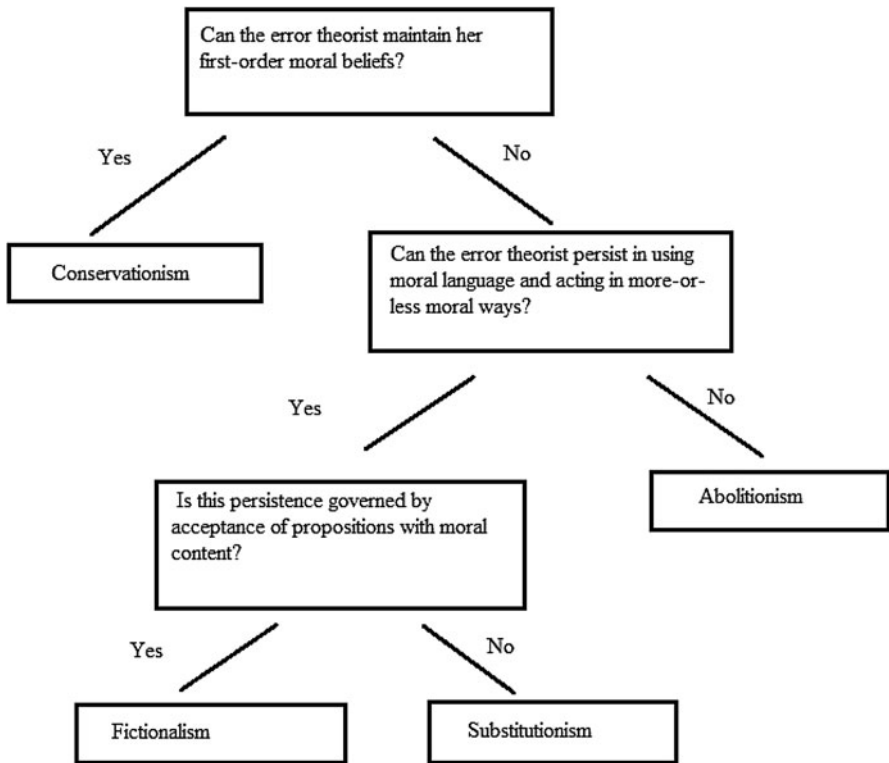 Can the error theorist maintain her
first-order moral beliefs?
Yes
No
Conservationism
Can the error theorist persist in using
moral language and acting in more-or-
less moral ways?
Yes
No
Is this persistence governed by
acceptance of propositions with moral
content?
Abolitionism
Yes
No
Fictionalism
Substitutionism